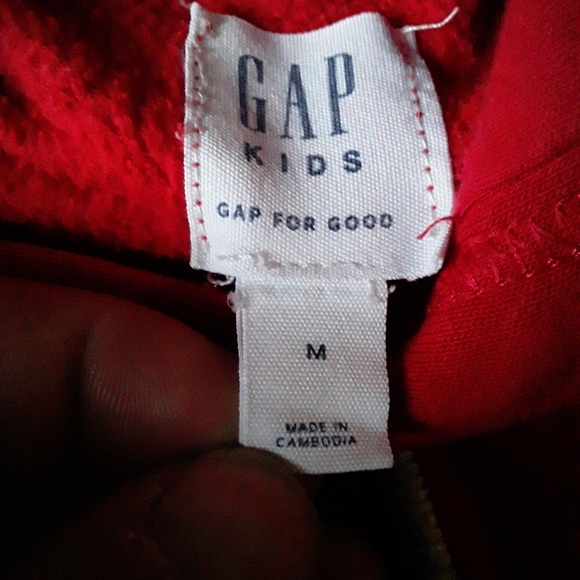 GAP
KIDS
GAP FOR GOOD
M
MADE IN
CAMBODIA